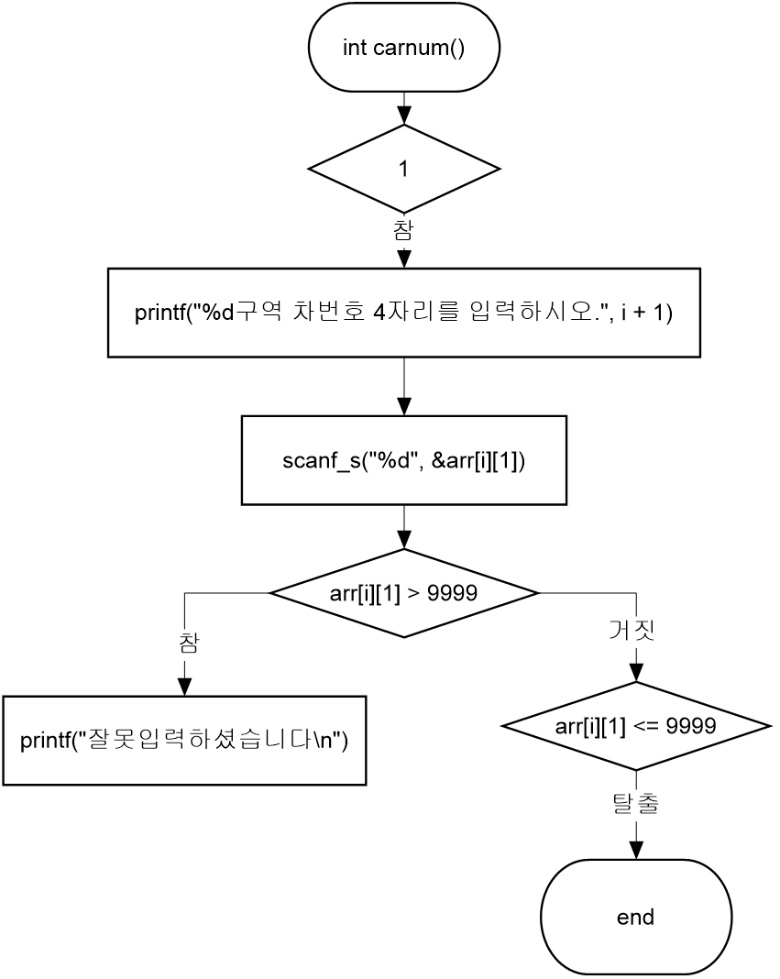 int carnum()
1
참
printf("%d구역 차번호 4자리를 입력하시오.", i + 1)
scanf_s("%d", &arr[i][1])
arr[i][1] > 9999
참
거짓
printf("잘못입력하셨습니다\n")
arr[i][1] <= 9999
탈출
end